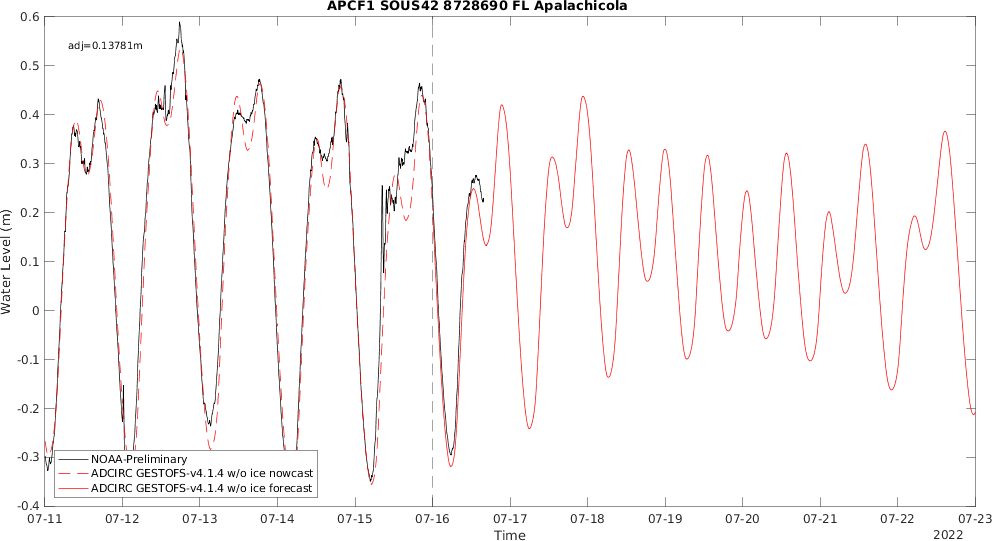 APCF1 SOUS42 8728690 FL Apalachicola
adj=0.13781m
Water Level (m)
0.6
0.5
0.4
0.3
0.2
0.1
0
-0.1
-0.2
-0.3
-0.4
NOAA-Preliminary
ADCIRC GESTOFS-v4.1.4 w/o ice nowcast
ADCIRC GESTOFS-v4.1.4 w/o ice forecast
07-11 07-12 07-13 07-14 07-15 07-16 07-17 07-18 07-19 07-20 07-21 07-22 07-23
Time
2022